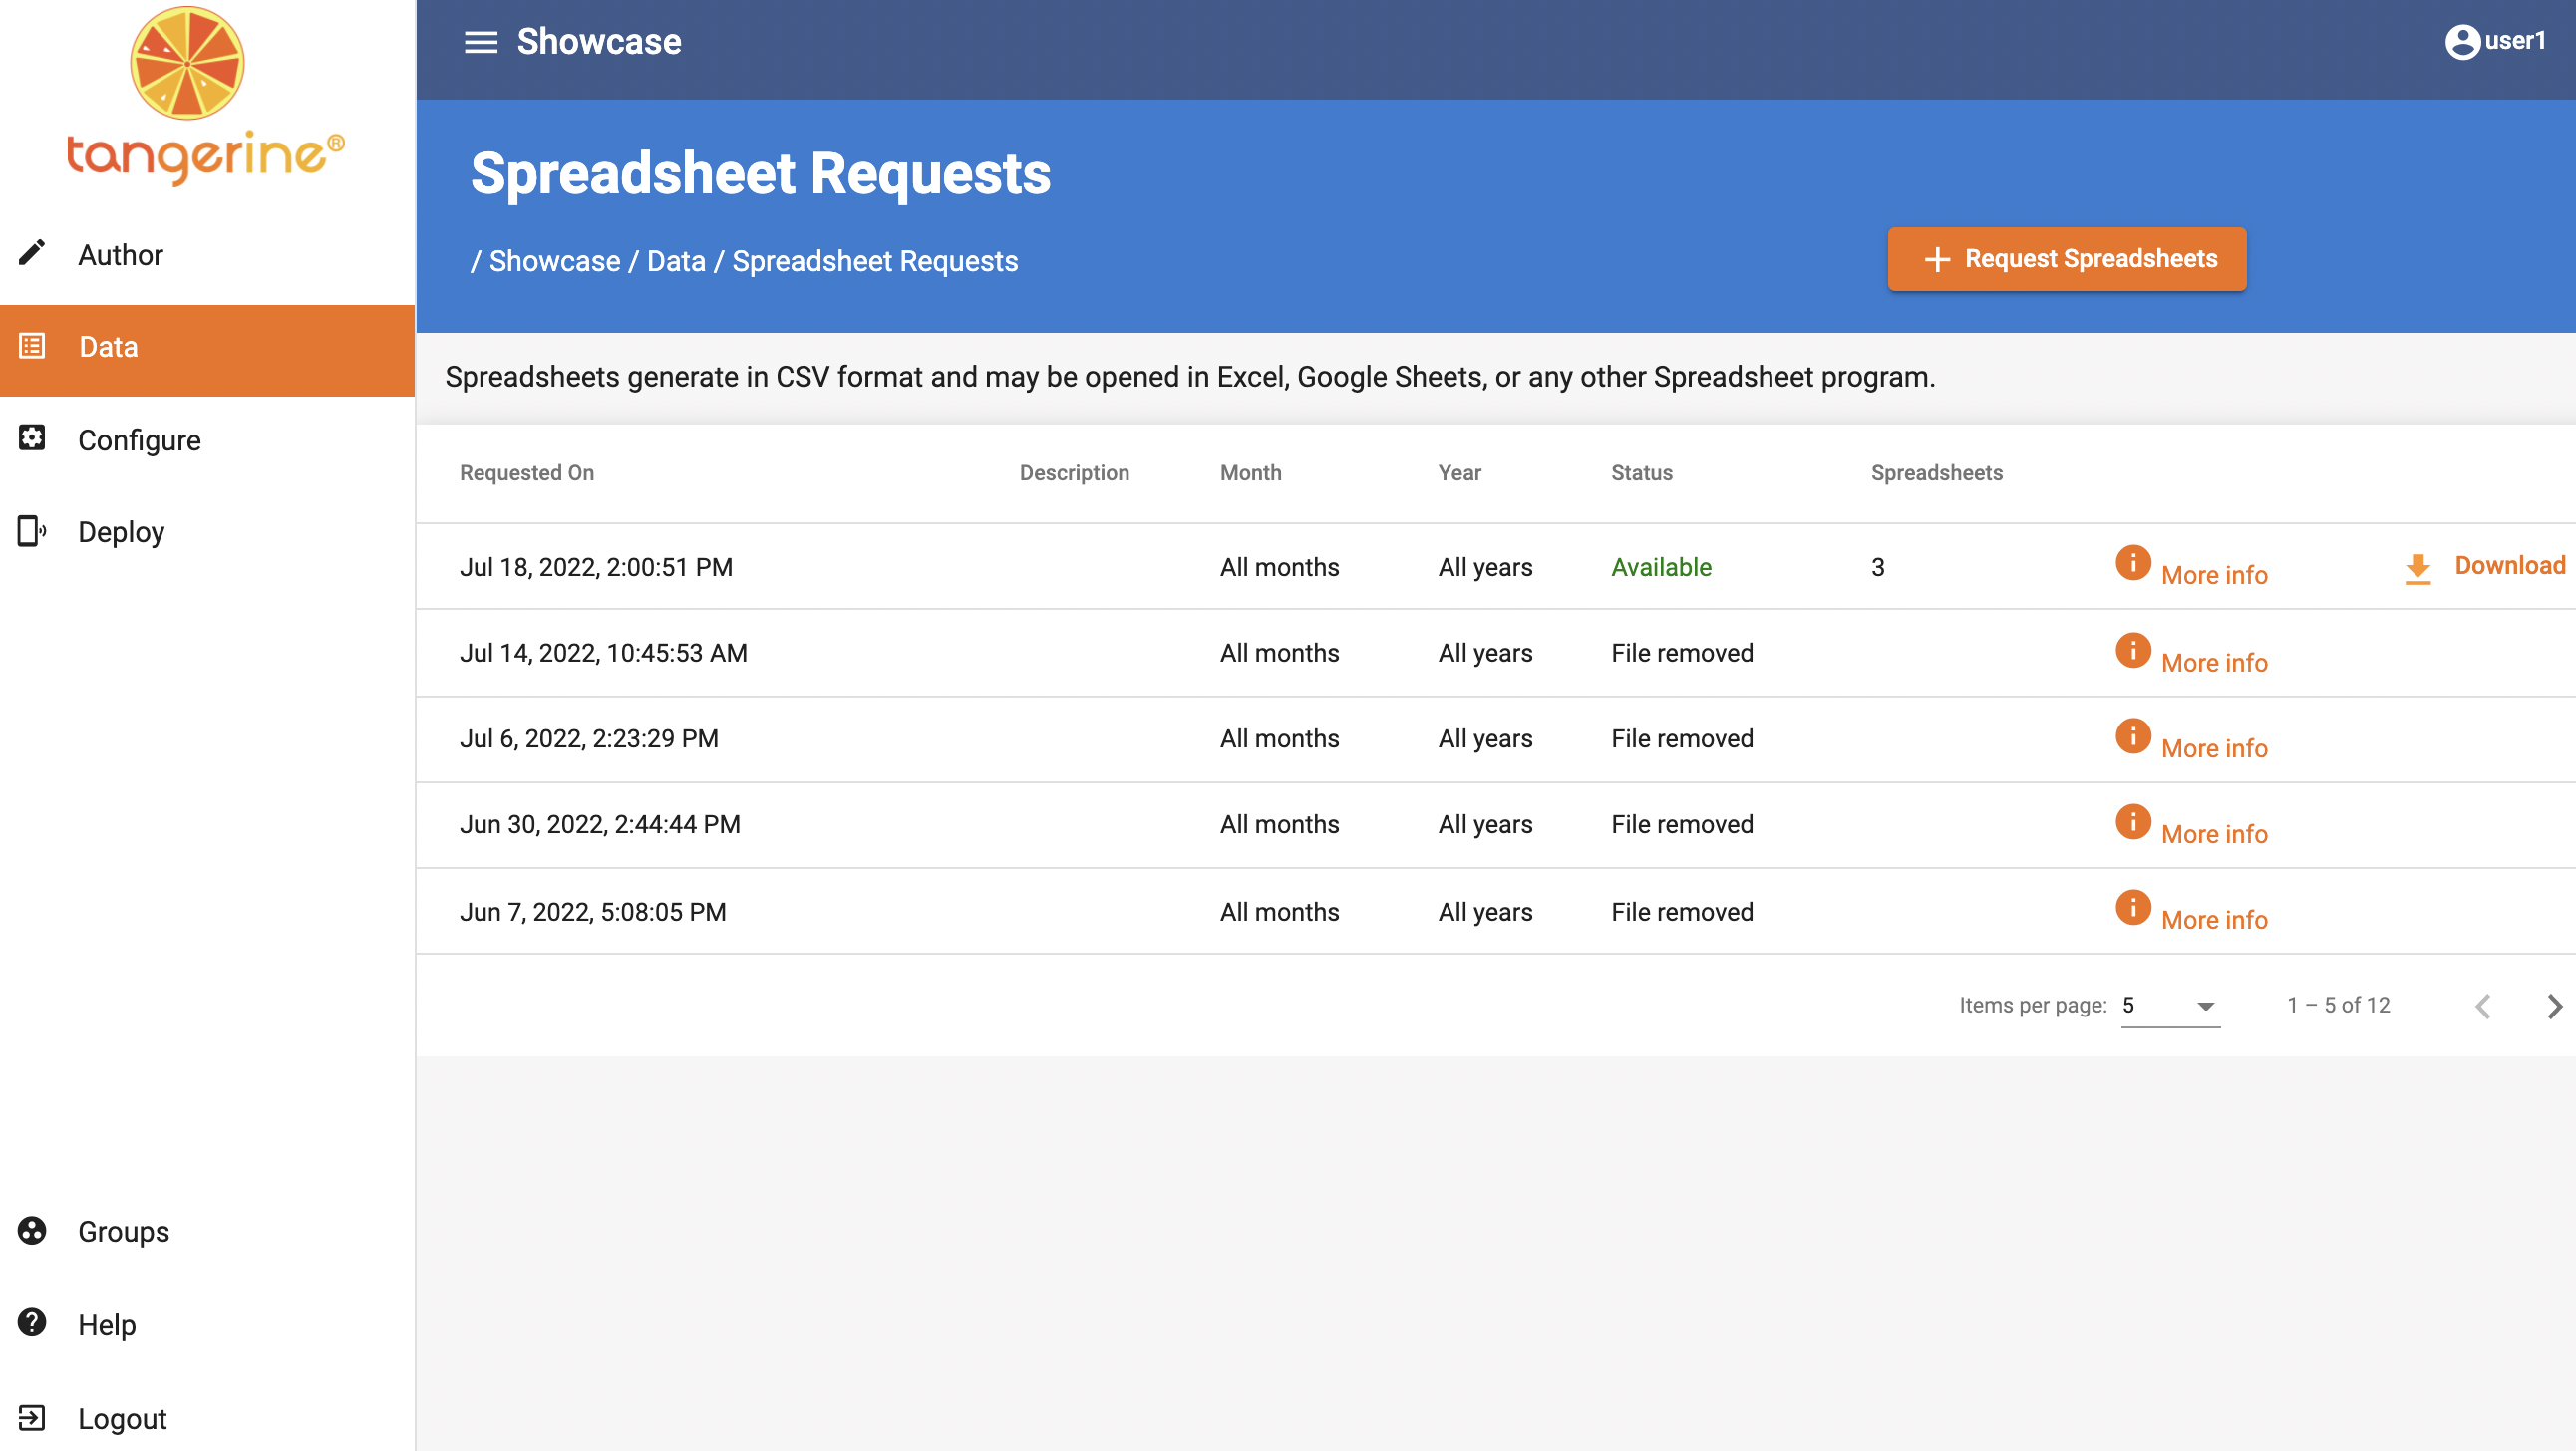 tangerine®
Author
Data
Configure
Deploy
Groups
Help
Logout
Showcase
user1
Spreadsheet Requests
/ Showcase / Data / Spreadsheet Requests
+ Request Spreadsheets
Spreadsheets generate in CSV format and may be opened in Excel, Google Sheets, or any other Spreadsheet program.
Requested On Description Month Year Status Spreadsheets
Jul 18, 2022, 2:00:51 PM All months All years Available 3 More info Download
Jul 14, 2022, 10:45:53 AM All months All years File removed More info
Jul 6, 2022, 2:23:29 PM All months All years File removed More info
Jun 30, 2022, 2:44:44 PM All months All years File removed More info
Jun 7, 2022, 5:08:05 PM All months All years File removed More info
Items per page: 5 1 – 5 of 12